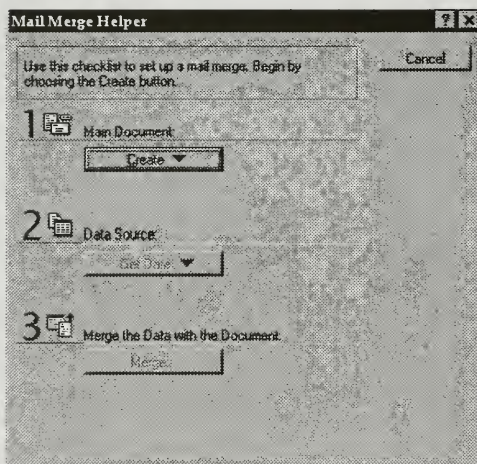 Mail Merge Helper
Use this checklist to set up a mail merge. Begin by
choosing the Create button.
Cancel
1 Main Document:
Create
2 Data Source:
Get Data
3 Merge the Data with the Document:
Merge...